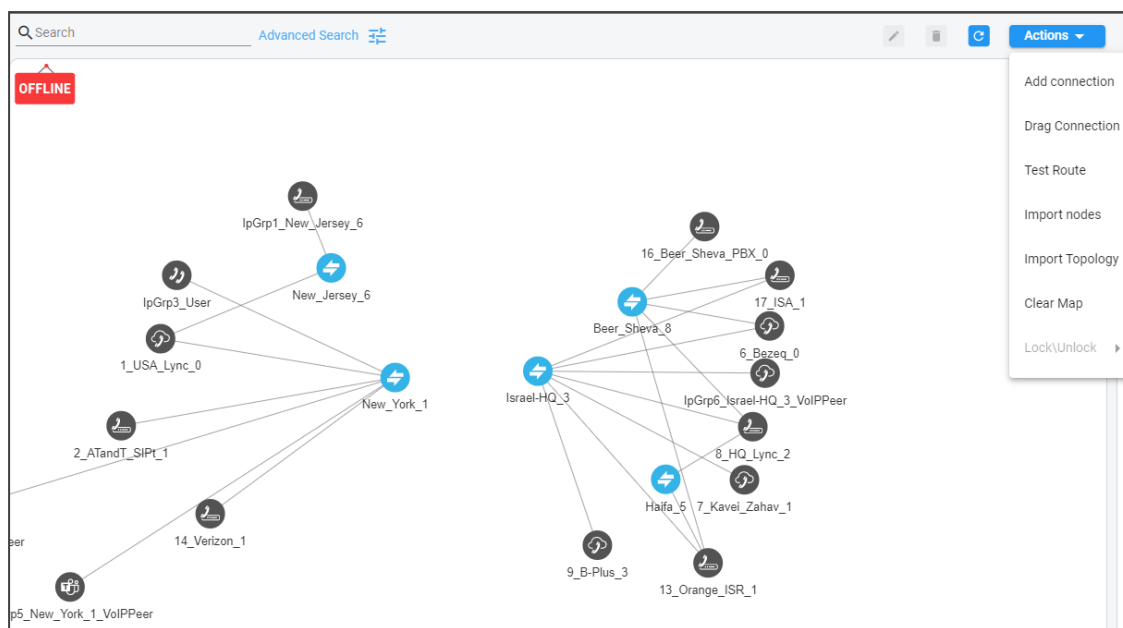 Search
Advanced Search
Actions
OFFLINE
Add connection
Drag Connection
Test Route
Import nodes
Import Topology
Clear Map
Lock\Unlock
IpGrp1_New_Jersey_6
16_Beer_Sheva_PBX_0
New_Jersey_6
IpGrp3_User
17_ISA_1
Beer_Sheva_8
6_Bezeq_0
1_USA_Lync_0
Israel-HQ_3
IpGrp6_Israel-HQ_3_VoIPPeer
New_York_1
2_ATandT_SIPt_1
8_HQ_Lync_2
Haifa_5
7_Kavei_Zahav_1
eer
14_Verizon_1
9_B-Plus_3
13_Orange_ISR_1
p5_New_York_1_VoIPPeer